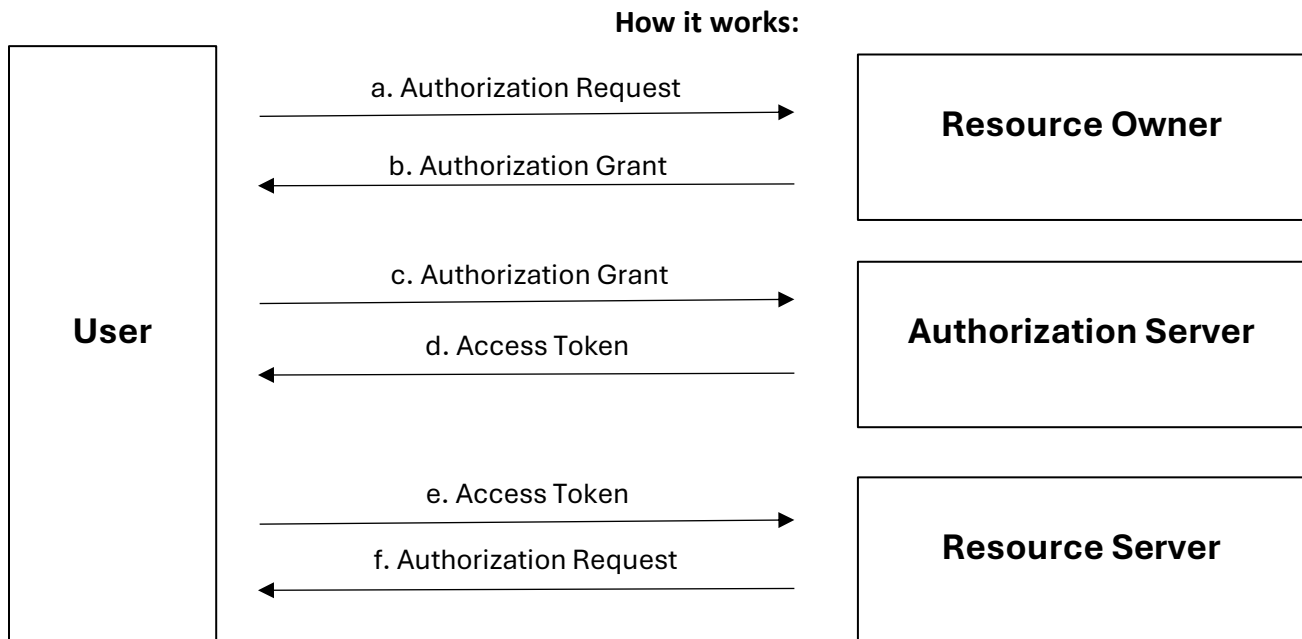 How it works:
a. Authorization Request
Resource Owner
b. Authorization Grant
c. Authorization Grant
User
Authorization Server
d. Access Token
e. Access Token
Resource Server
f. Authorization Request